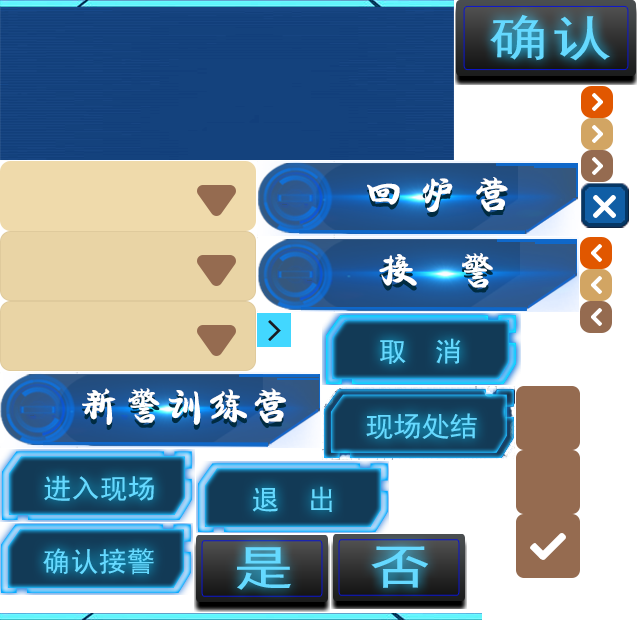 确认
回炉营
接 警
取 消
新警训练营
现场处结
进入现场
退 出
确认接警
是
否